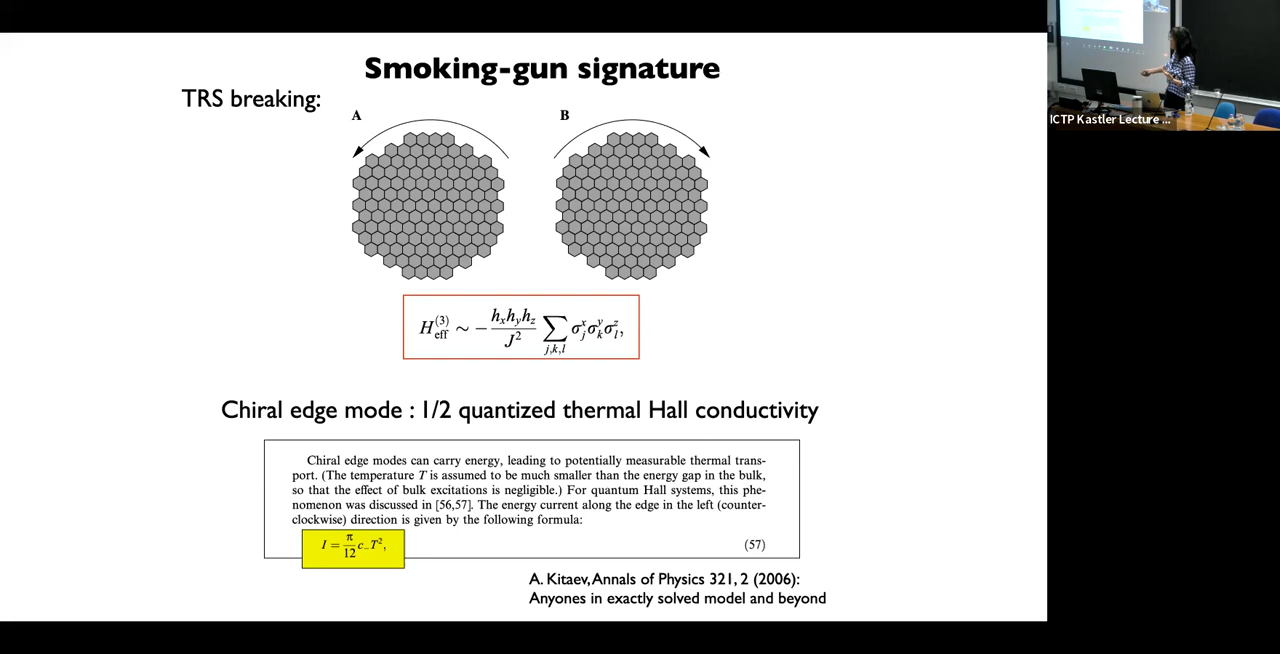 Smoking-gun signature
TRS breaking:
A
B
H_eff^(3) ∼ − h_x h_y h_z / J^2 ∑_{j,k,l} σ_j^x σ_k^y σ_l^z,
Chiral edge mode : 1/2 quantized thermal Hall conductivity
Chiral edge modes can carry energy, leading to potentially measurable thermal trans-
port. (The temperature T is assumed to be much smaller than the energy gap in the bulk,
so that the effect of bulk excitations is negligible.) For quantum Hall systems, this phe-
nomenon was discussed in [56,57]. The energy current along the edge in the left (counter-
clockwise) direction is given by the following formula:
I = π/12 c_- T^2, (57)
A. Kitaev, Annals of Physics 321, 2 (2006):
Anyones in exactly solved model and beyond
ICTP Kastler Lecture ...